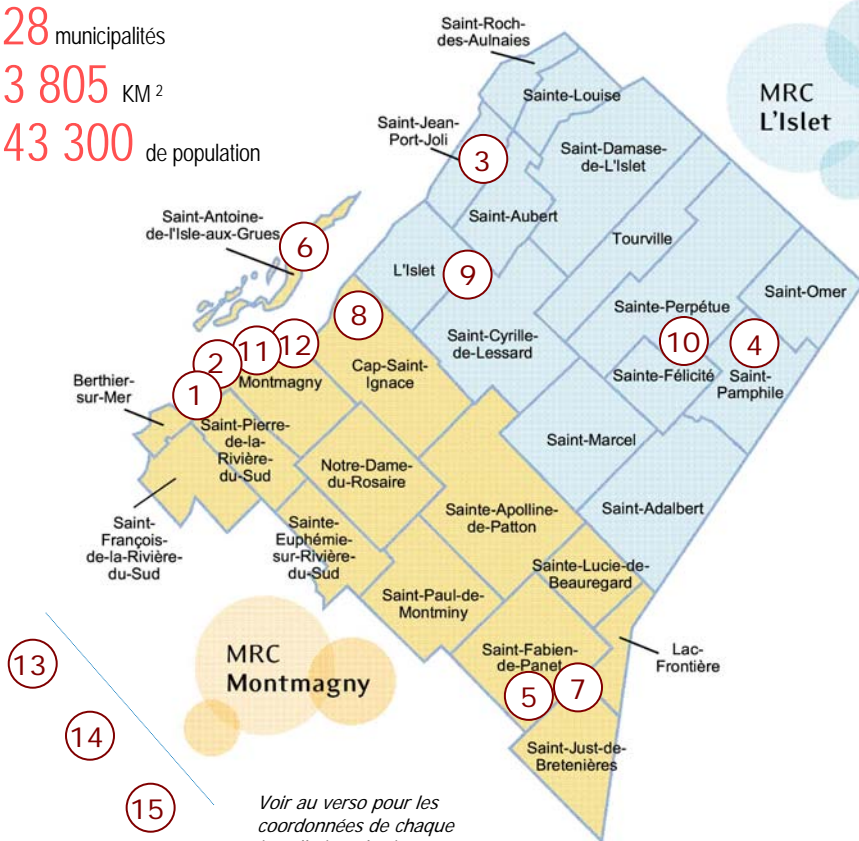 28 municipalités
3 805 KM ²
43 300 de population
MRC
L'Islet
Saint-Roch-
des-Aulnaies
Sainte-Louise
Saint-Jean-
Port-Joli
3
Saint-Damase-
de-L'Islet
Saint-Aubert
Saint-Antoine-
de-l'Isle-aux-Grues
6
Tourville
L'Islet
9
Saint-Omer
Sainte-Perpétue
8
Saint-Cyrille-
de-Lessard
10
4
12
11
2
Montmagny
Cap-Saint-
Ignace
Sainte-Félicité
Saint-
Pamphile
Berthier-
sur-Mer
1
Saint-Pierre-
de-la-
Rivière-
du-Sud
Saint-Marcel
Notre-Dame-
du-Rosaire
Sainte-Apolline-
de-Patton
Saint-Adalbert
Saint-
François-
de-la-Rivière-
du-Sud
Sainte-
Euphémie-
sur-Rivière-
du-Sud
Sainte-Lucie-de-
Beauregard
Saint-Paul-de-
Montminy
MRC
Montmagny
Saint-Fabien-
de-Panet
Lac-
Frontière
5
7
Saint-Just-de-
Bretenières
13
14
15
Voir au verso pour les
coordonnées de chaque